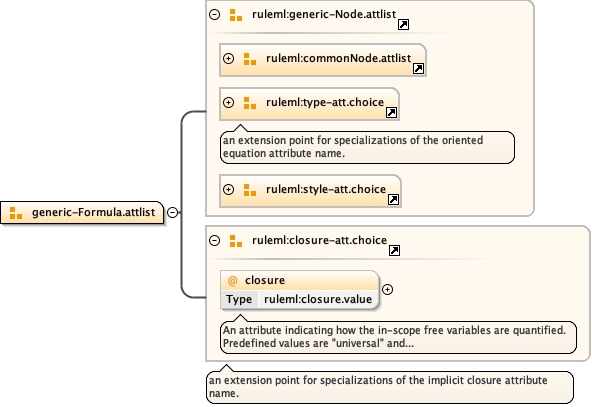 ruleml:generic-Node.attlist
ruleml:commonNode.attlist
ruleml:type-att.choice
an extension point for specializations of the oriented
equation attribute name.
ruleml:style-att.choice
generic-Formula.attlist
ruleml:closure-att.choice
@ closure
Type ruleml:closure.value
An attribute indicating how the in-scope free variables are quantified.
Predefined values are "universal" and...
an extension point for specializations of the implicit closure attribute
name.